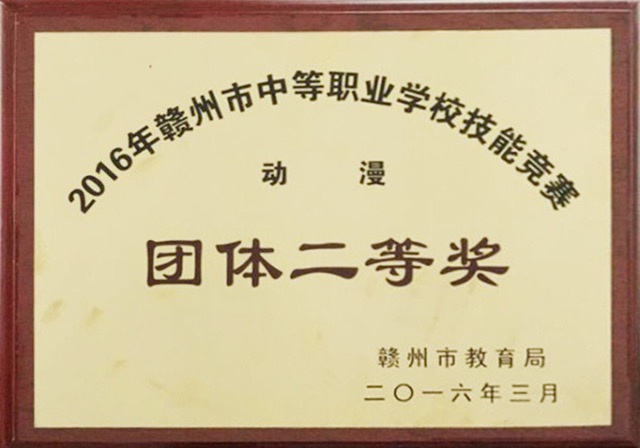 2016年赣州市中等职业学校技能竞赛
动漫
团体二等奖
赣州市教育局
二〇一六年三月